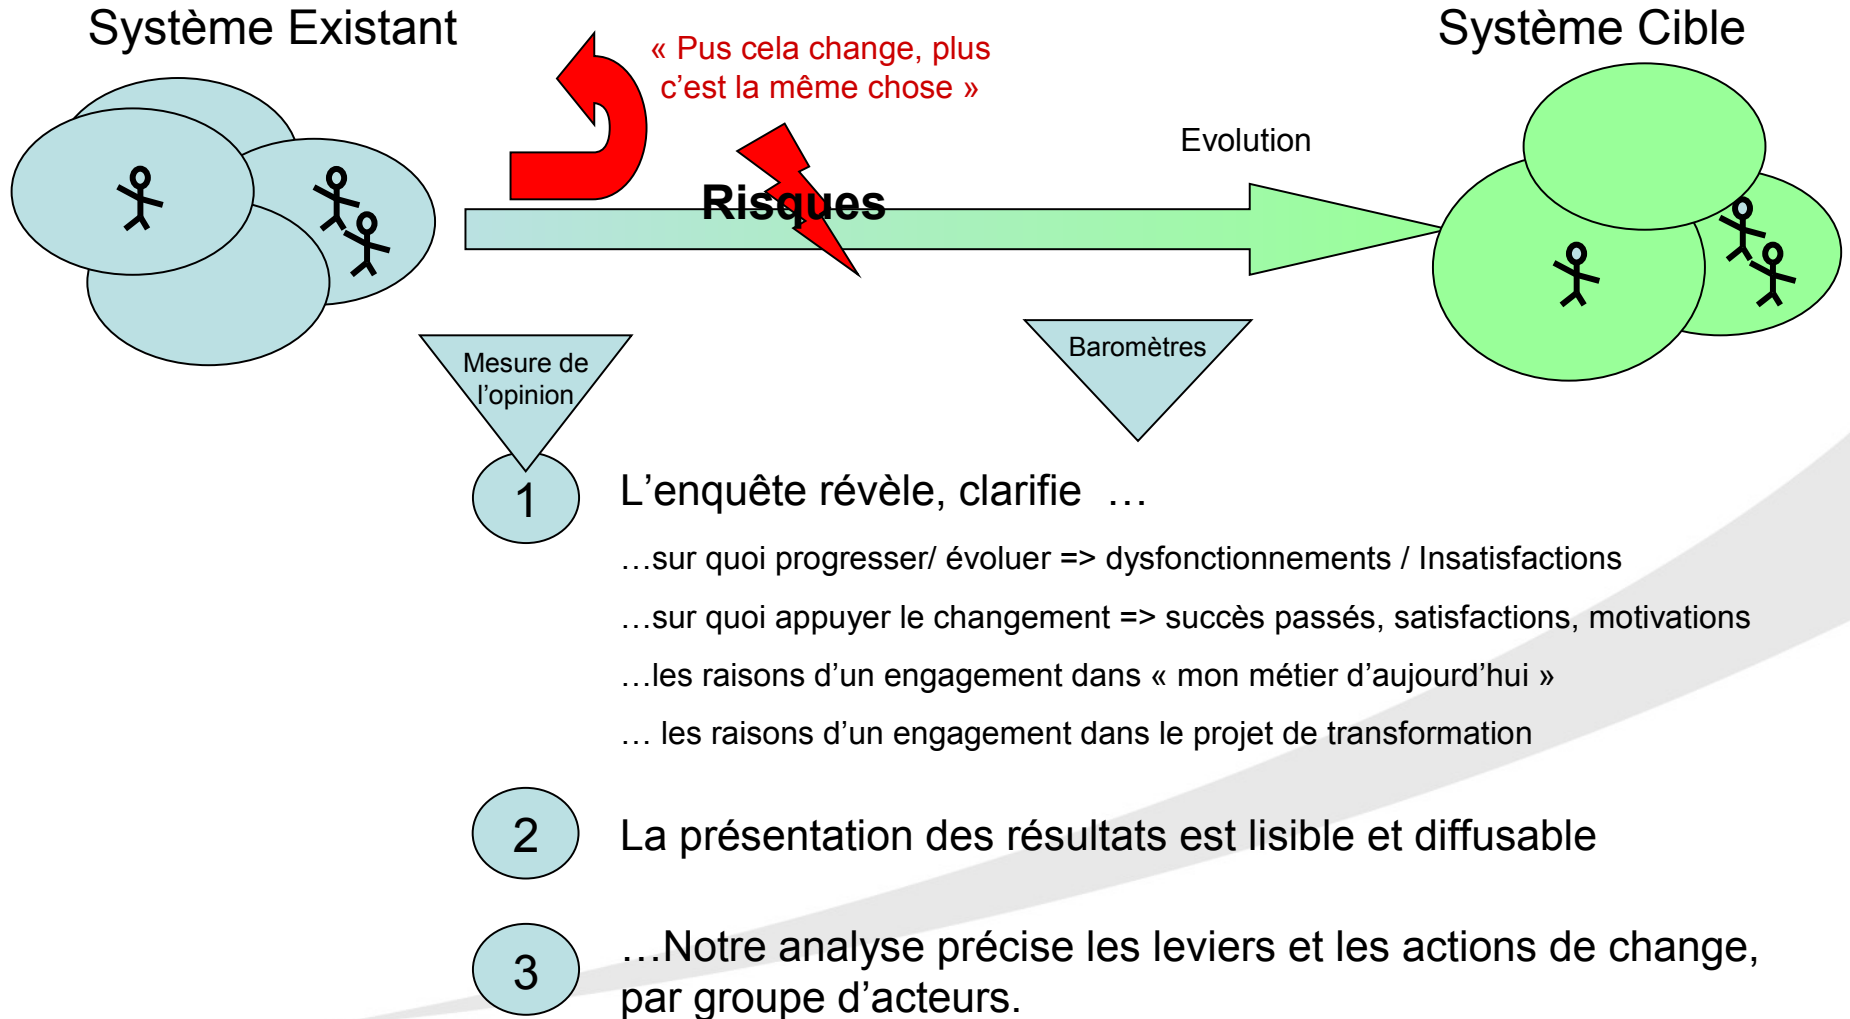 Système Existant
Système Cible
« Pus cela change, plus
c’est la même chose »
Evolution
Risques
Mesure de
l’opinion
Baromètres
1
L’enquête révèle, clarifie …
…sur quoi progresser/ évoluer => dysfonctionnements / Insatisfactions
…sur quoi appuyer le changement => succès passés, satisfactions, motivations
…les raisons d’un engagement dans « mon métier d’aujourd’hui »
… les raisons d’un engagement dans le projet de transformation
2
La présentation des résultats est lisible et diffusable
3
…Notre analyse précise les leviers et les actions de change,
par groupe d’acteurs.